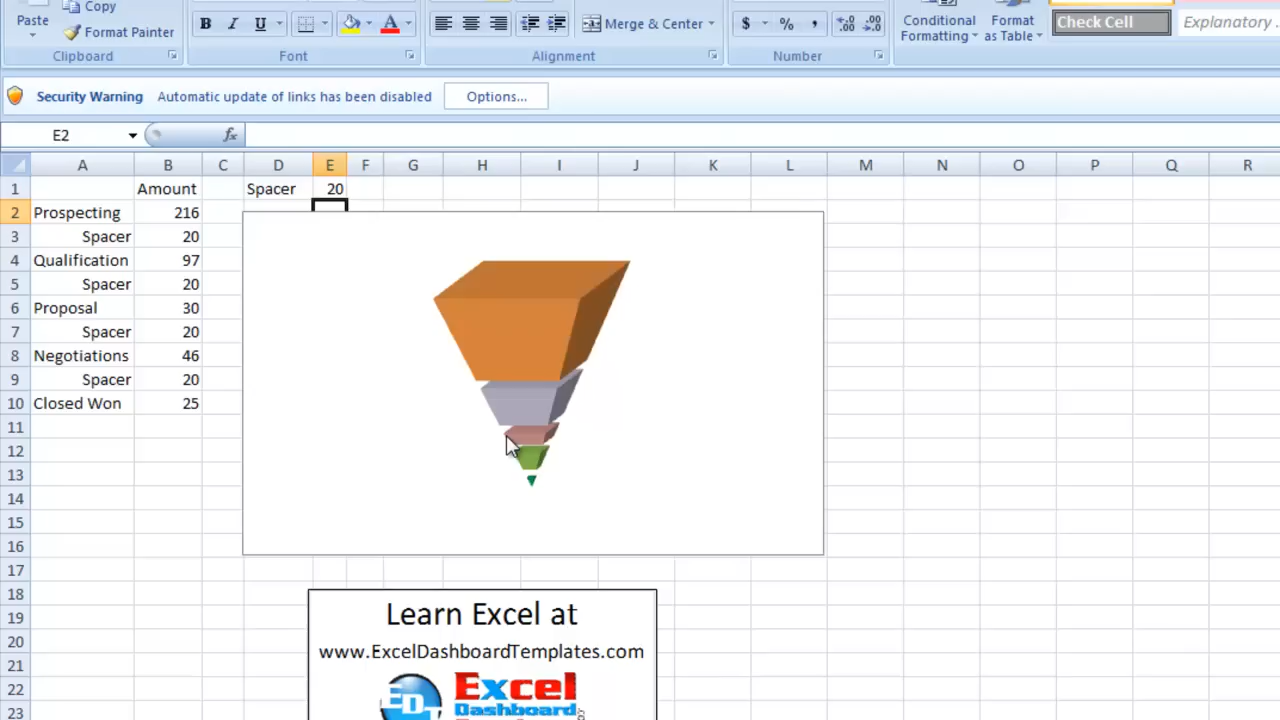 Paste
Copy
Format Painter
Clipboard
B I U A
Font
Merge & Center
Alignment
$ % ,
Number
Conditional Formatting
Format as Table
Check Cell
Explanatory ...
Security Warning Automatic update of links has been disabled Options...
E2 fx
A B C D E F G H I J K L M N O P Q R
1 Amount Spacer 20
2 Prospecting 216
3 Spacer 20
4 Qualification 97
5 Spacer 20
6 Proposal 30
7 Spacer 20
8 Negotiations 46
9 Spacer 20
10 Closed Won 25
11
12
13
14
15
16
17
18
19
20
21
22
23
Learn Excel at
www.ExcelDashboardTemplates.com
EDT Excel
Dashboard